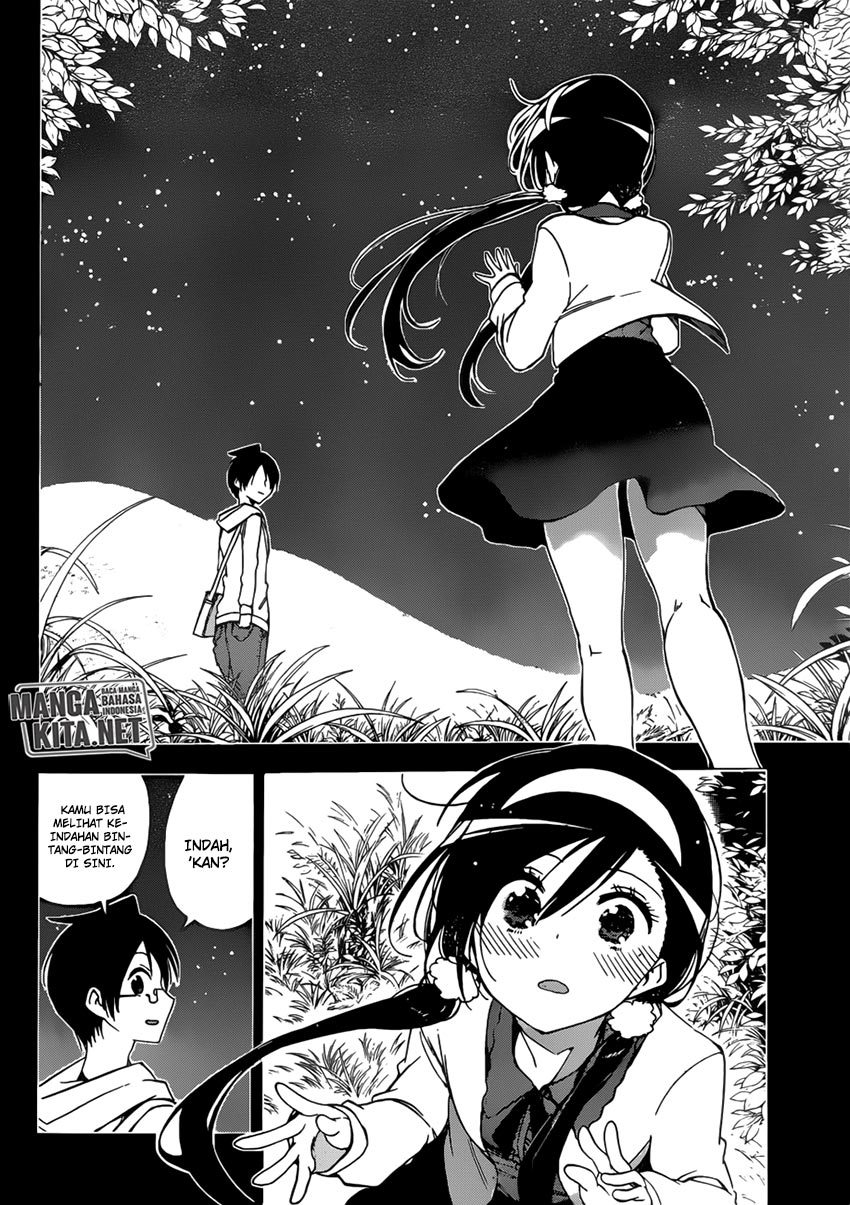 MANGA
KITA.NET
BACA MANGA
BAHASA
INDONESIA
INDAH,
'KAN?
KAMU BISA
MELIHAT KE-
INDAHAN BIN-
TANG-BINTANG
DI SINI.